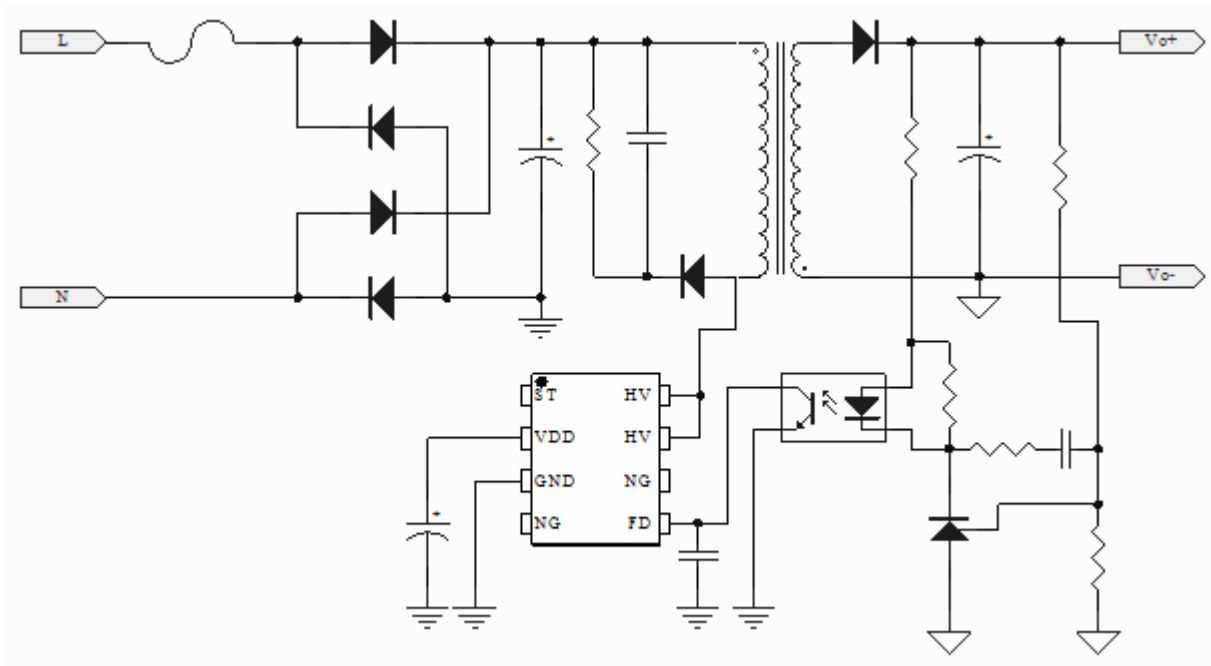 L
Vo+
N
Vo-
ST HV
VDD HV
GND NG
NG FD